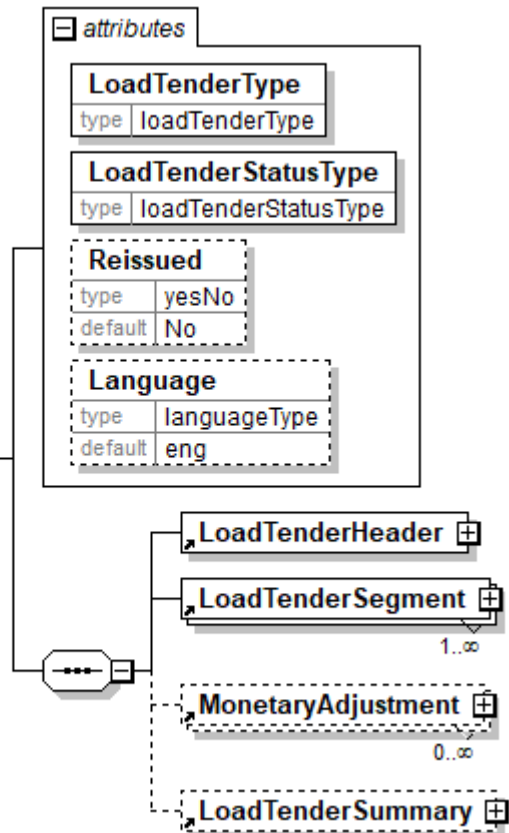 attributes
LoadTenderType
type loadTenderType
LoadTenderStatusType
type loadTenderStatusType
Reissued
type yesNo
default No
Language
type languageType
default eng
LoadTenderHeader
LoadTenderSegment
1..∞
MonetaryAdjustment
0..∞
LoadTenderSummary